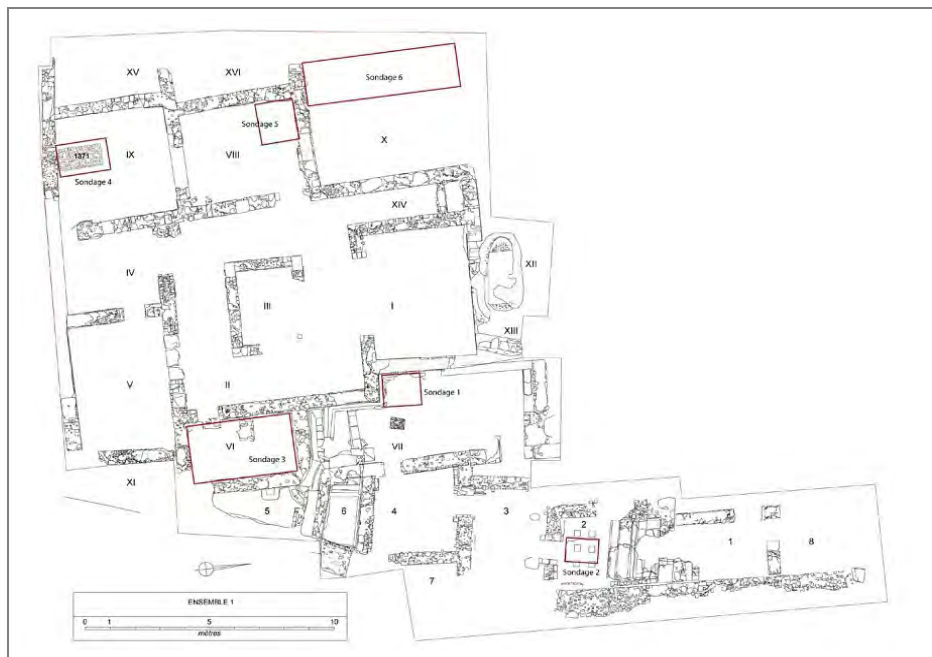 XV
XVI
Sondage 6
Sondage 5
X
1371
IX
VIII
Sondage 4
XIV
XII
IV
III
I
XIII
V
II
Sondage 1
VI
VII
Sondage 3
XI
5
6
4
3
2
1
8
Sondage 2
7
ENSEMBLE 1
0 1 5 10
mètres